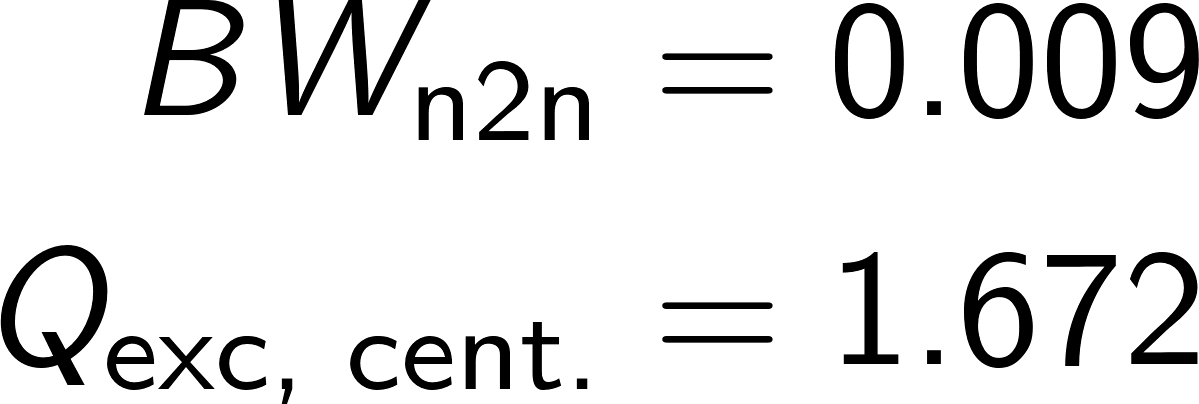 BW_n2n = 0.009
Q_exc, cent. = 1.672